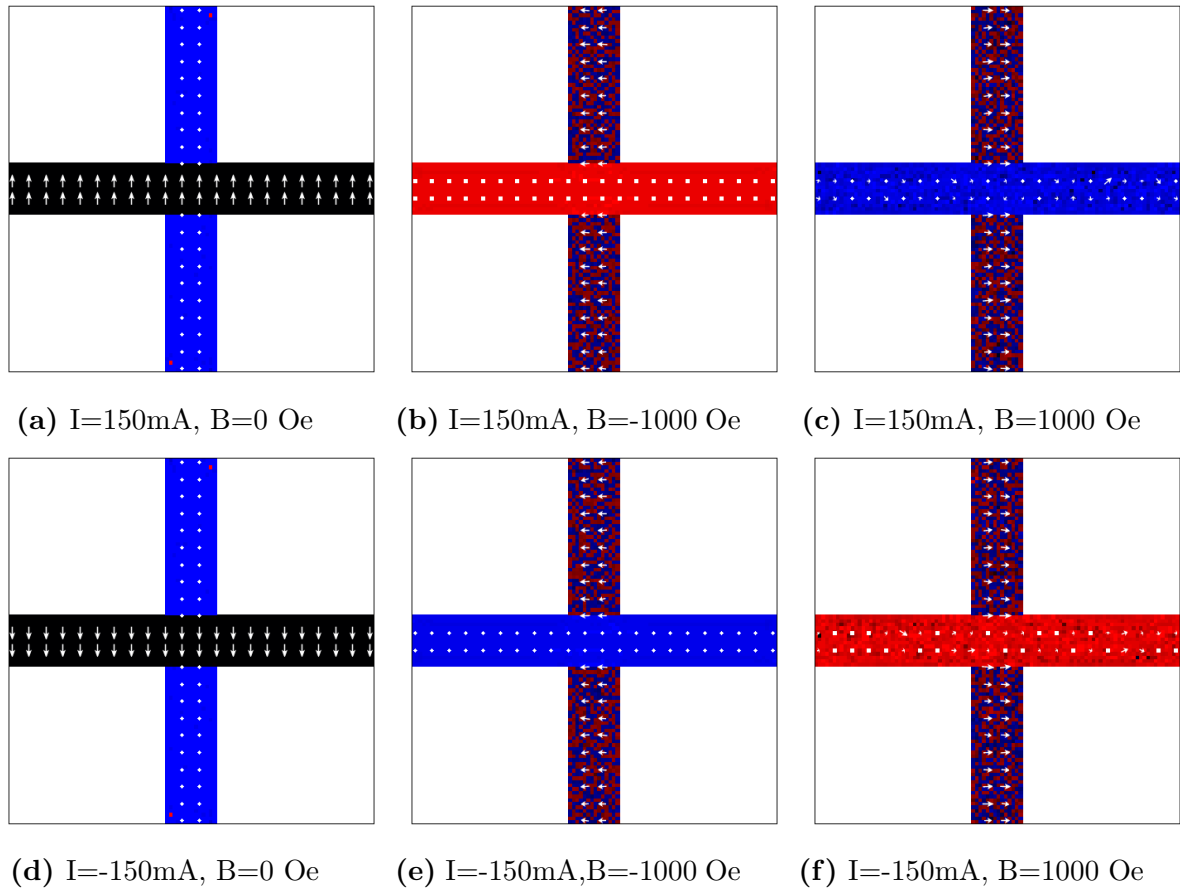 (a) I=150mA, B=0 Oe
(b) I=150mA, B=-1000 Oe
(c) I=150mA, B=1000 Oe
(d) I=-150mA, B=0 Oe
(e) I=-150mA,B=-1000 Oe
(f) I=-150mA, B=1000 Oe